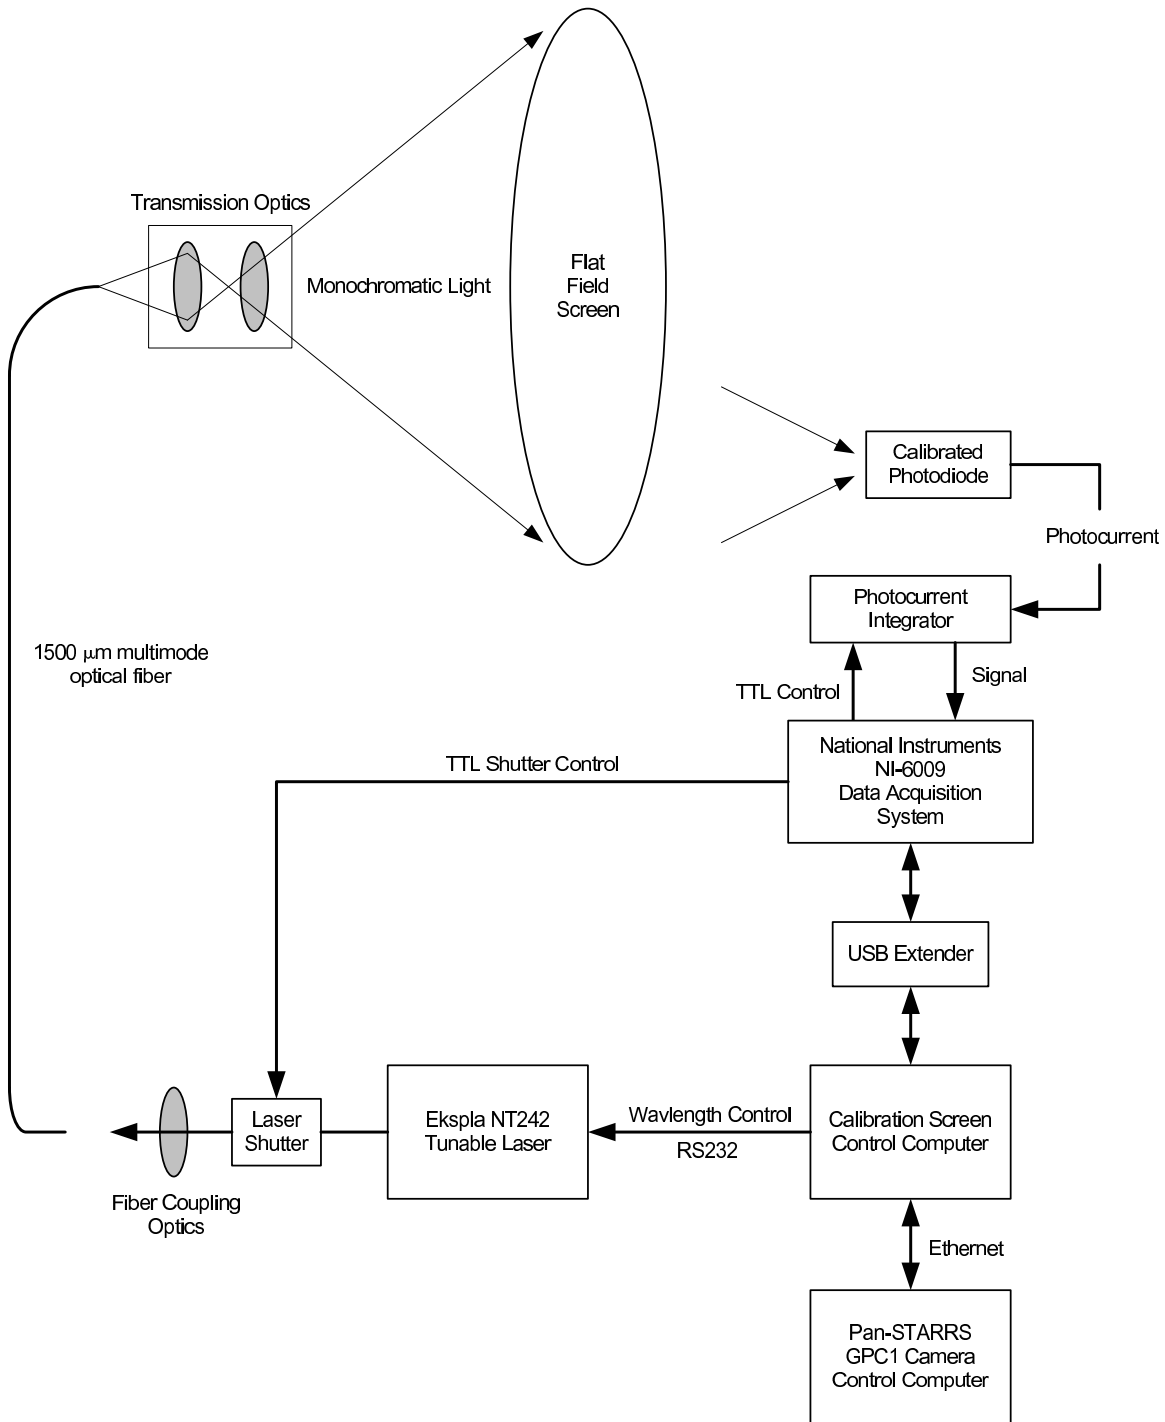 Transmission Optics
Monochromatic Light
Flat
Field
Screen
Calibrated
Photodiode
Photocurrent
Photocurrent
Integrator
1500 μm multimode
optical fiber
TTL Control
Signal
National Instruments
NI-6009
Data Acquisition
System
TTL Shutter Control
USB Extender
Laser
Shutter
Ekspla NT242
Tunable Laser
Wavlength Control
RS232
Calibration Screen
Control Computer
Fiber Coupling
Optics
Ethernet
Pan-STARRS
GPC1 Camera
Control Computer